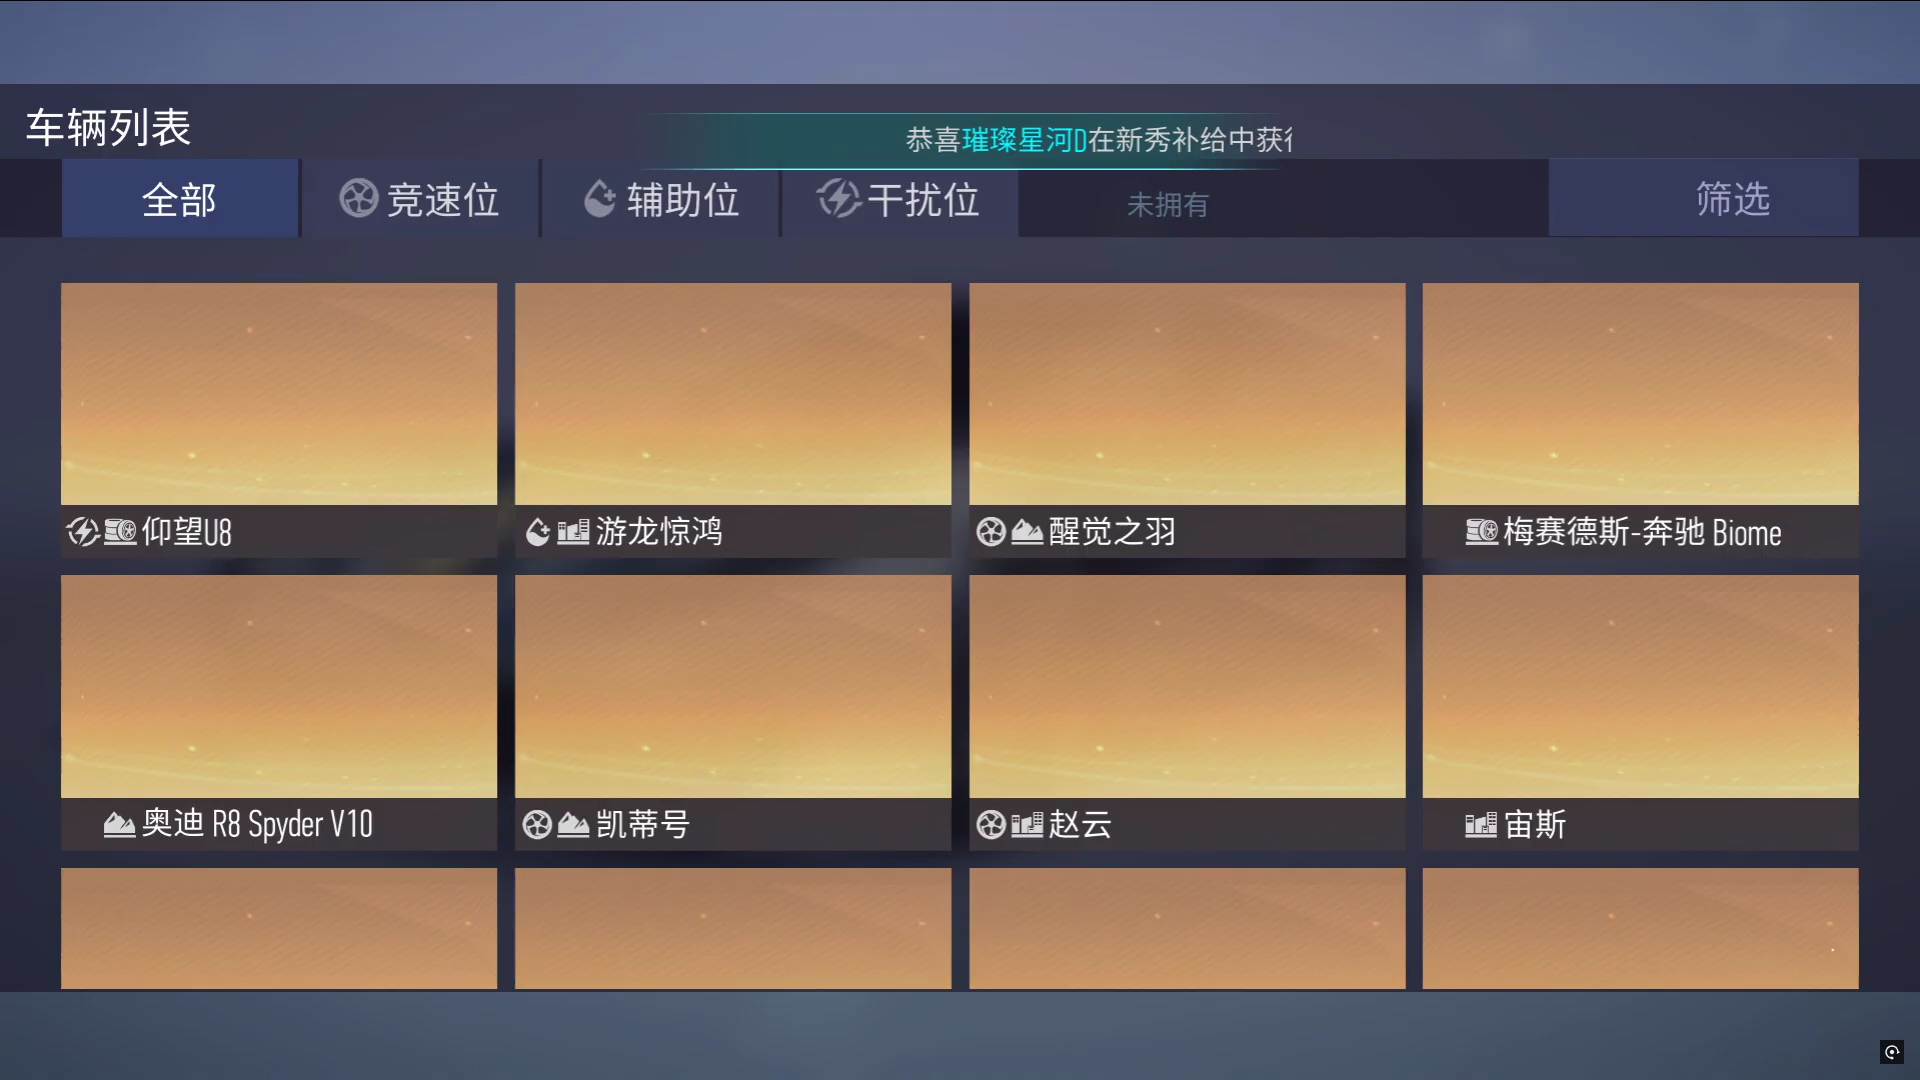 车辆列表
恭喜璀璨星河D在新秀补给中获
全部
竞速位
辅助位
干扰位
未拥有
筛选
仰望U8
游龙惊鸿
醒觉之羽
梅赛德斯-奔驰 Biome
奥迪 R8 Spyder V10
凯蒂号
赵云
宙斯